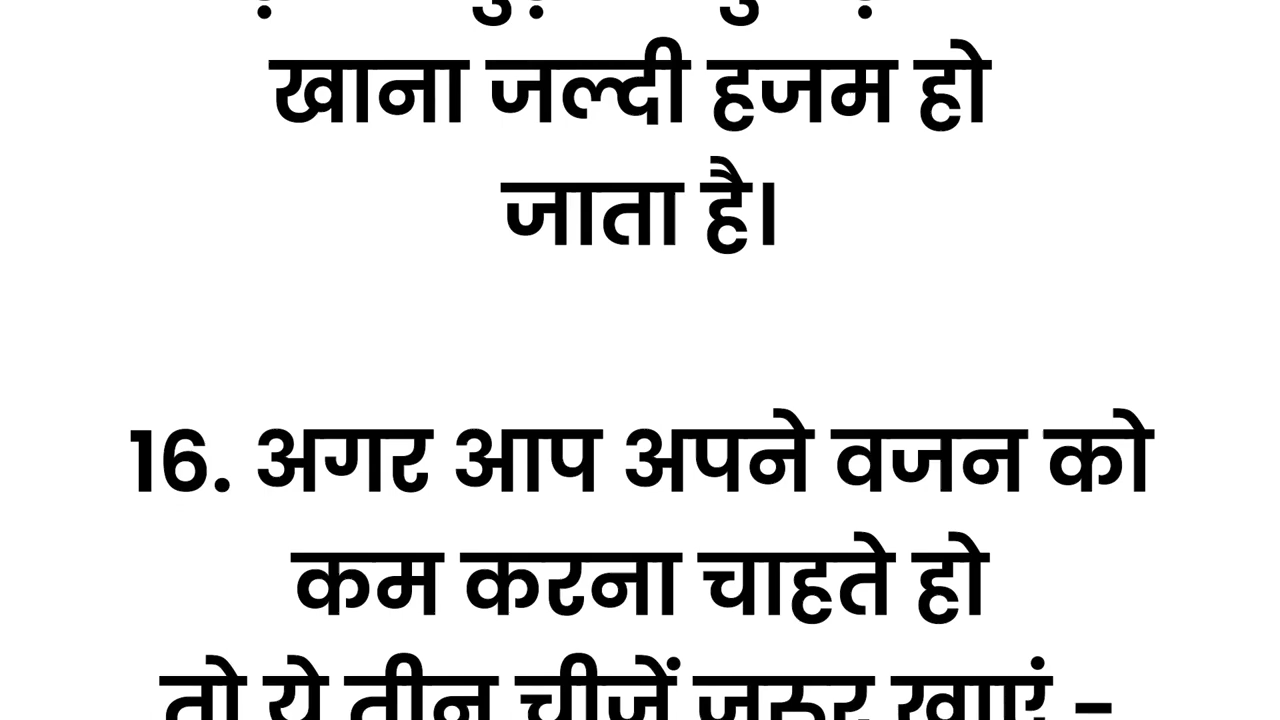 खाना जल्दी हजम हो
जाता है।
16. अगर आप अपने वजन को
कम करना चाहते हो
तो ये तीन चीजें जरुर खाएं -